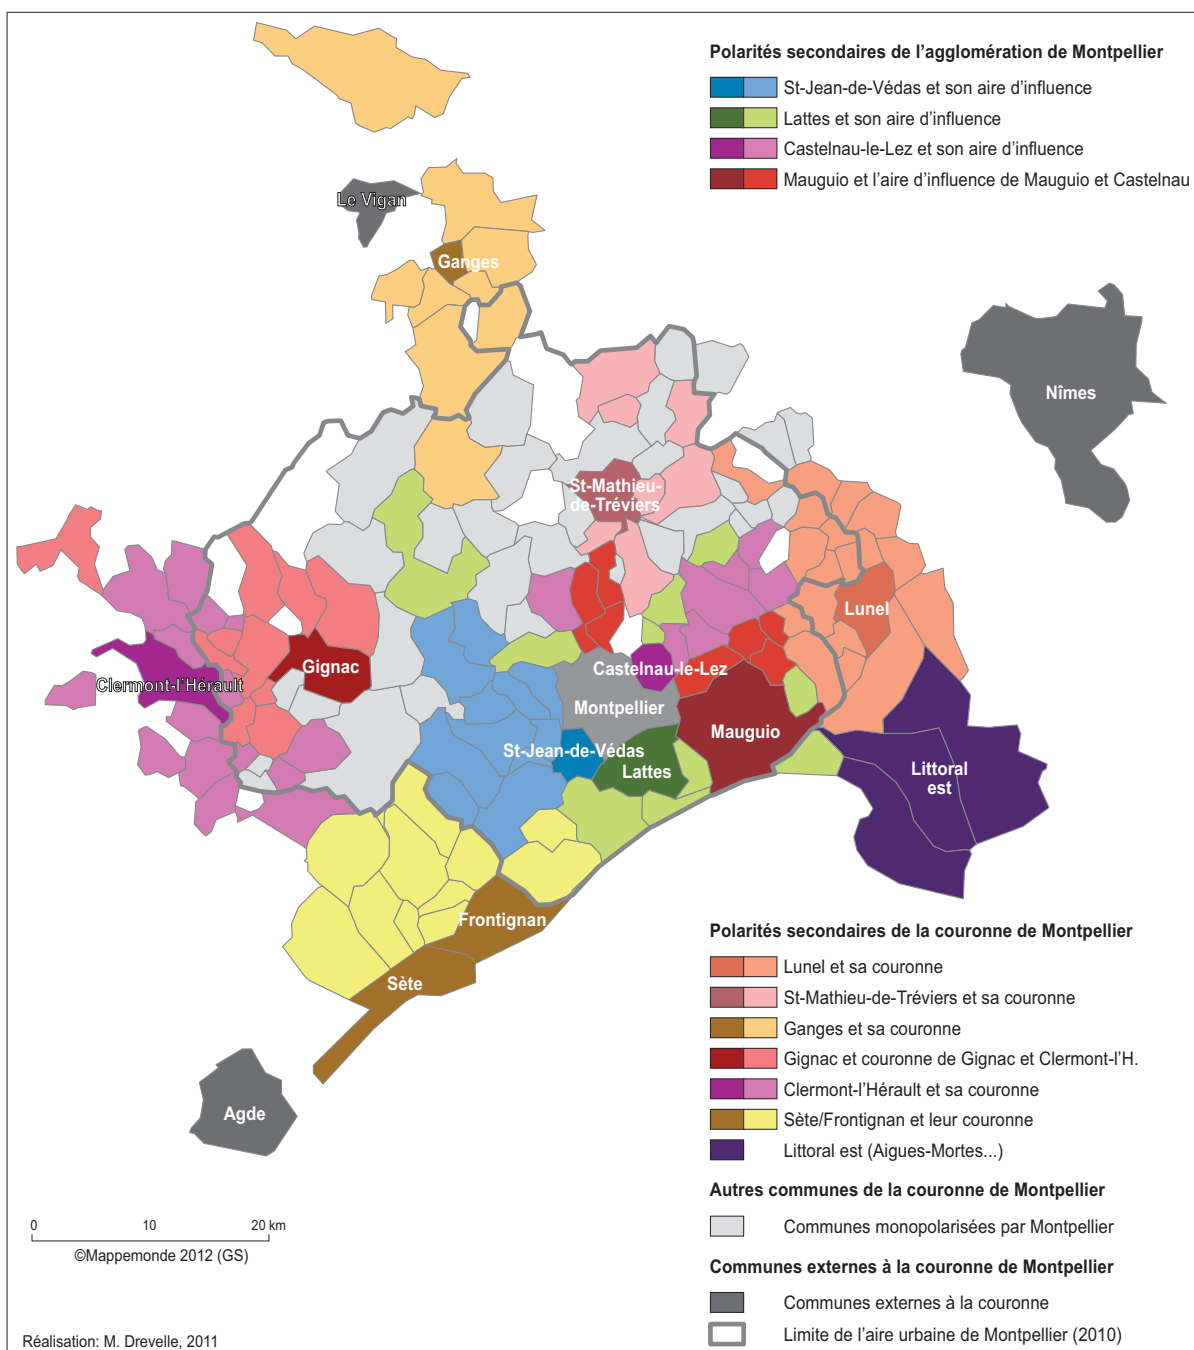 Polarités secondaires de l’agglomération de Montpellier
St-Jean-de-Védas et son aire d’influence
Lattes et son aire d’influence
Castelnau-le-Lez et son aire d’influence
Mauguio et l’aire d’influence de Mauguio et Castelnau
Le Vigan
Ganges
Nîmes
St-Mathieu-
de-Tréviers
Lunel
Gignac
Castelnau-le-Lez
Clermont-l’Hérault
Montpellier
Mauguio
St-Jean-de-Védas
Lattes
Littoral
est
Frontignan
Sète
Agde
Polarités secondaires de la couronne de Montpellier
Lunel et sa couronne
St-Mathieu-de-Tréviers et sa couronne
Ganges et sa couronne
Gignac et couronne de Gignac et Clermont-l’H.
Clermont-l’Hérault et sa couronne
Sète/Frontignan et leur couronne
Littoral est (Aigues-Mortes...)
Autres communes de la couronne de Montpellier
Communes monopolarisées par Montpellier
Communes externes à la couronne de Montpellier
Communes externes à la couronne
Limite de l’aire urbaine de Montpellier (2010)
0 10 20 km
©Mappemonde 2012 (GS)
Réalisation: M. Drevelle, 2011